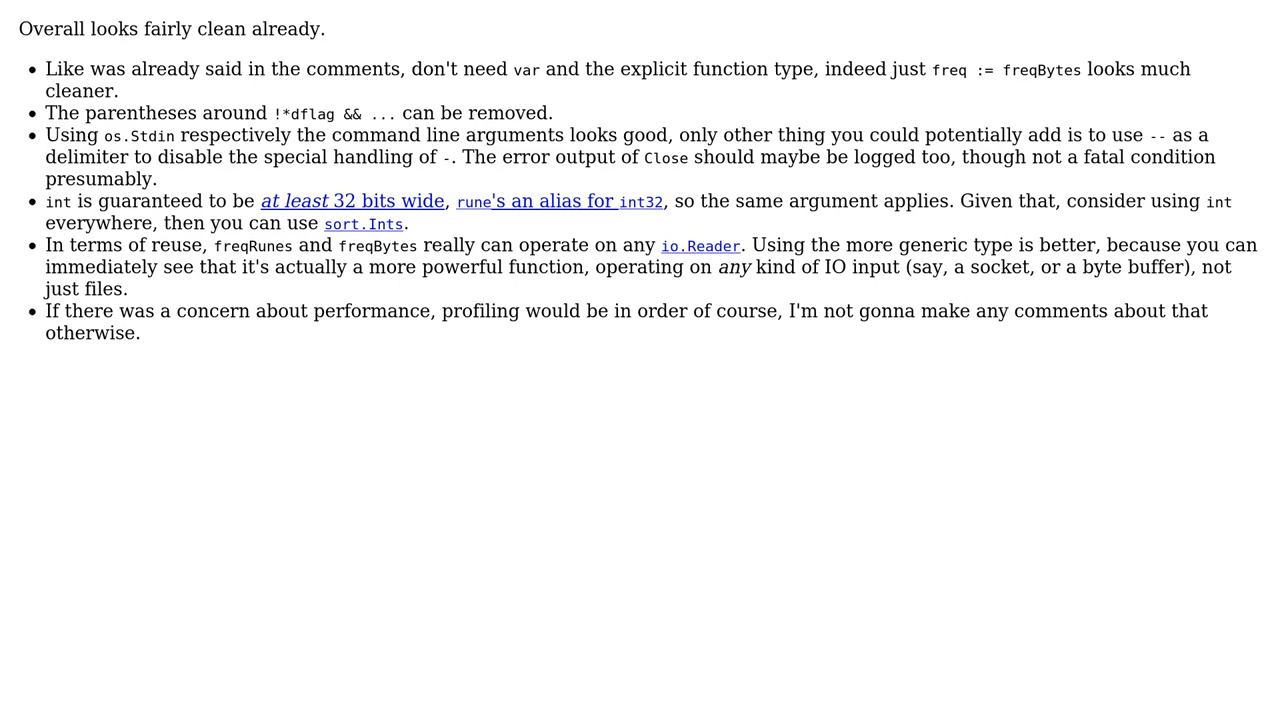 Overall looks fairly clean already.
• Like was already said in the comments, don't need var and the explicit function type, indeed just freq := freqBytes looks much
cleaner.
• The parentheses around !*dflag && ... can be removed.
• Using os.Stdin respectively the command line arguments looks good, only other thing you could potentially add is to use -- as a
delimiter to disable the special handling of -. The error output of Close should maybe be logged too, though not a fatal condition
presumably.
• int is guaranteed to be at least 32 bits wide, rune's an alias for int32, so the same argument applies. Given that, consider using int
everywhere, then you can use sort.Ints.
• In terms of reuse, freqRunes and freqBytes really can operate on any io.Reader. Using the more generic type is better, because you can
immediately see that it's actually a more powerful function, operating on any kind of IO input (say, a socket, or a byte buffer), not
just files.
• If there was a concern about performance, profiling would be in order of course, I'm not gonna make any comments about that
otherwise.